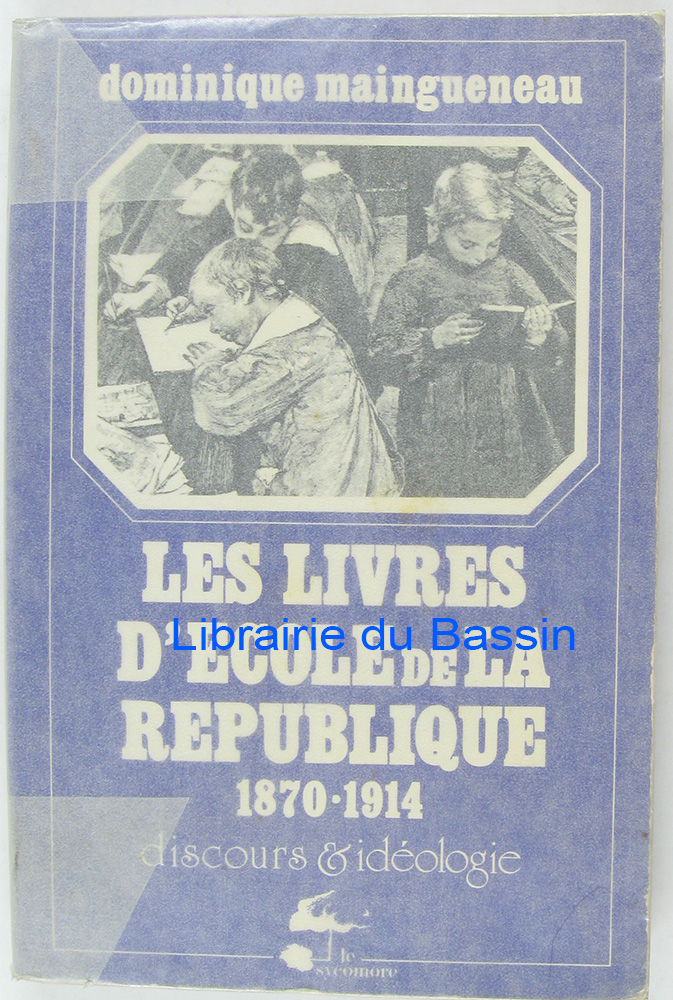 dominique maingueneau
LES LIVRES
D'ECOLE DE LA
Librairie du Bassin
REPUBLIQUE
1870·1914
discours & idéologie
le
sycomore